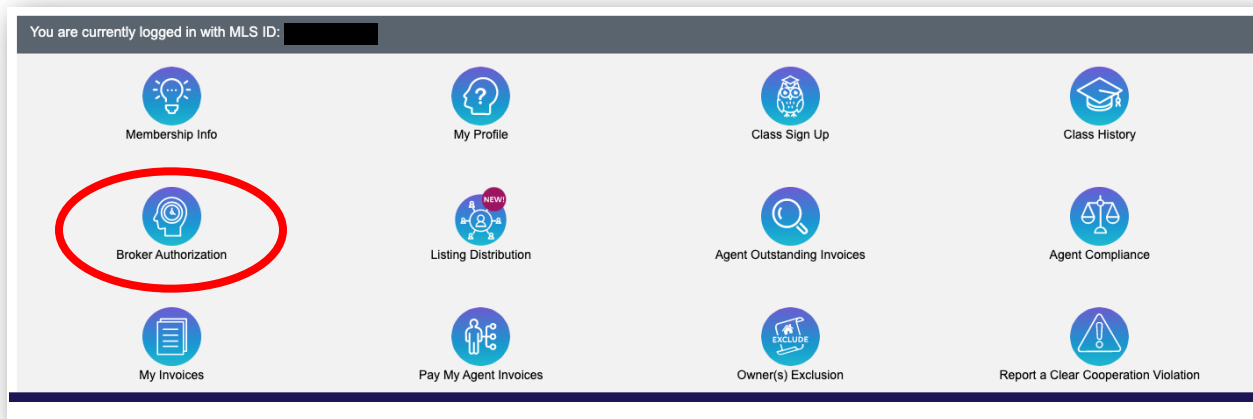 You are currently logged in with MLS ID:
Membership Info
My Profile
Class Sign Up
Class History
Broker Authorization
NEW!
Listing Distribution
Agent Outstanding Invoices
Agent Compliance
My Invoices
Pay My Agent Invoices
EXCLUDE
Owner(s) Exclusion
Report a Clear Cooperation Violation